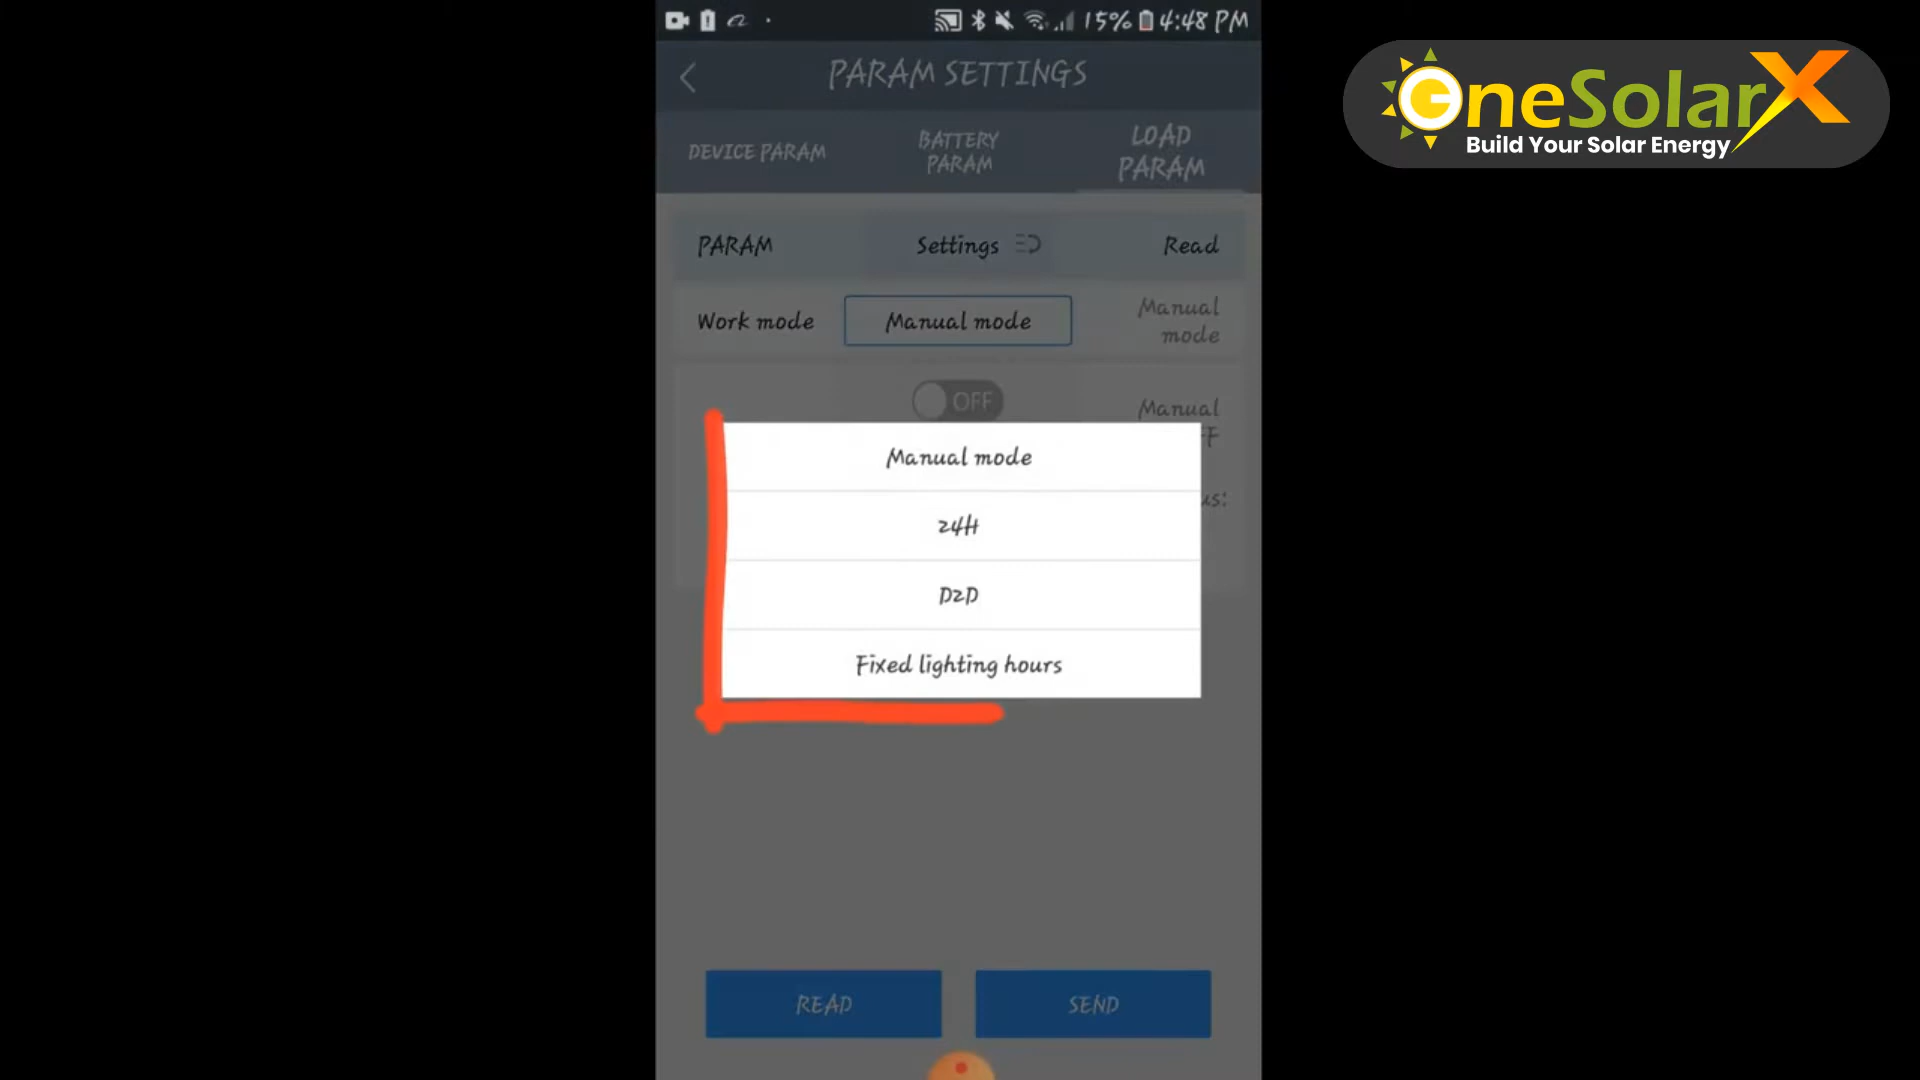 15% 4:48 PM
OneSolarX
Build Your Solar Energy
PARAM SETTINGS
DEVICE PARAM
BATTERY
PARAM
LOAD
PARAM
PARAM
Settings
Read
Work mode
Manual mode
Manual
mode
OFF
Manual
Manual mode
24H
D2D
Fixed lighting hours
READ
SEND